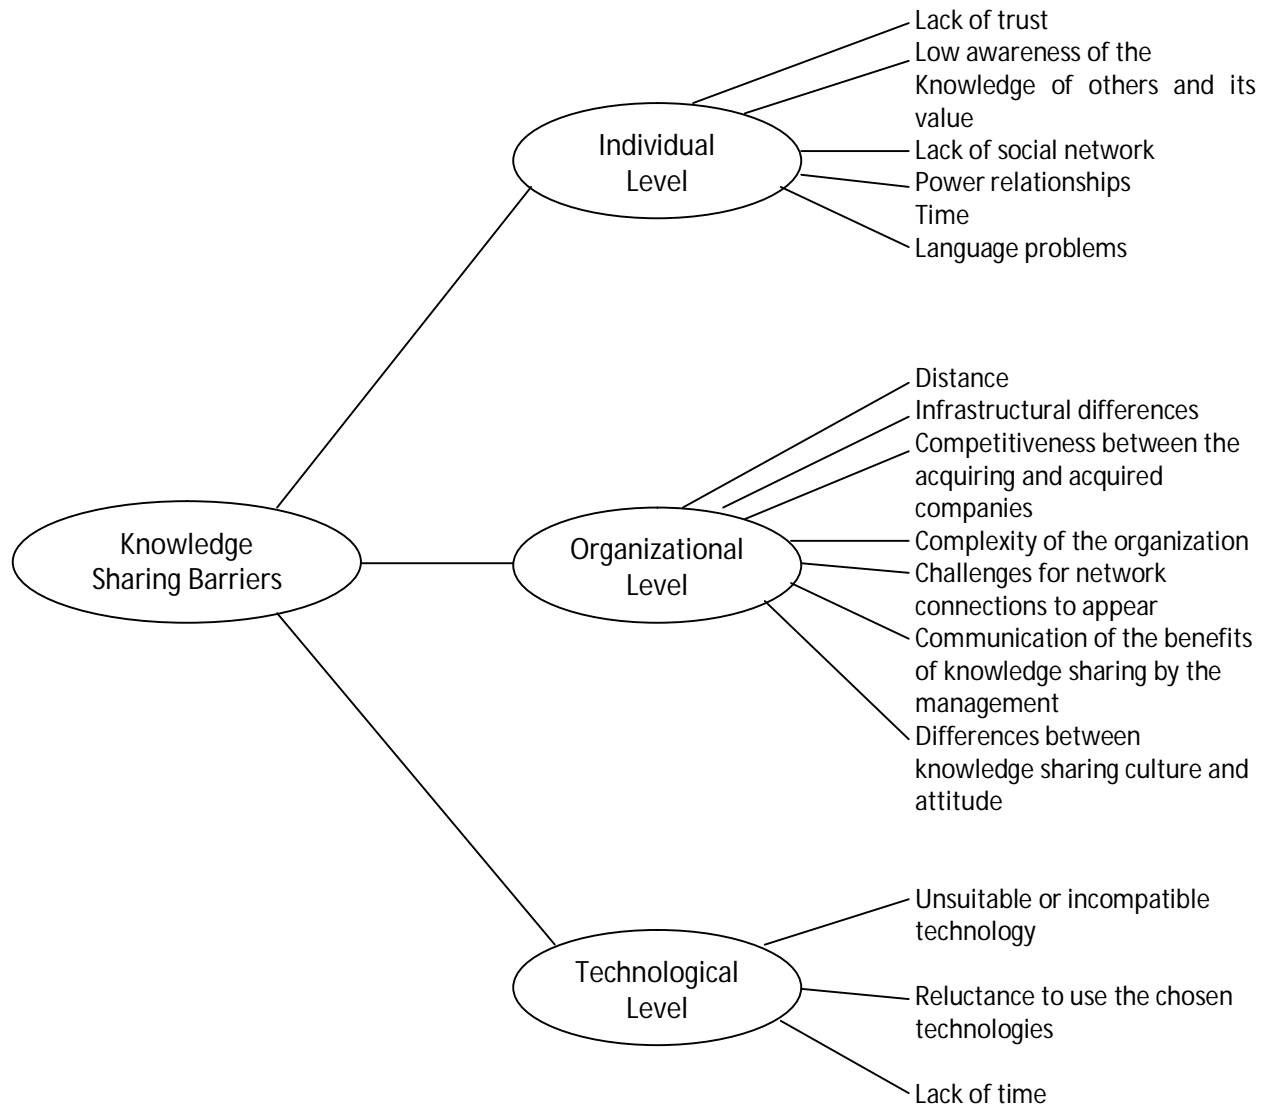 Lack of trust
Low awareness of the
Knowledge of others and its
value
Lack of social network
Power relationships
Time
Language problems
Individual
Level
Distance
Infrastructural differences
Competitiveness between the
acquiring and acquired
companies
Complexity of the organization
Challenges for network
connections to appear
Communication of the benefits
of knowledge sharing by the
management
Differences between
knowledge sharing culture and
attitude
Organizational
Level
Knowledge
Sharing Barriers
Unsuitable or incompatible
technology
Reluctance to use the chosen
technologies
Lack of time
Technological
Level